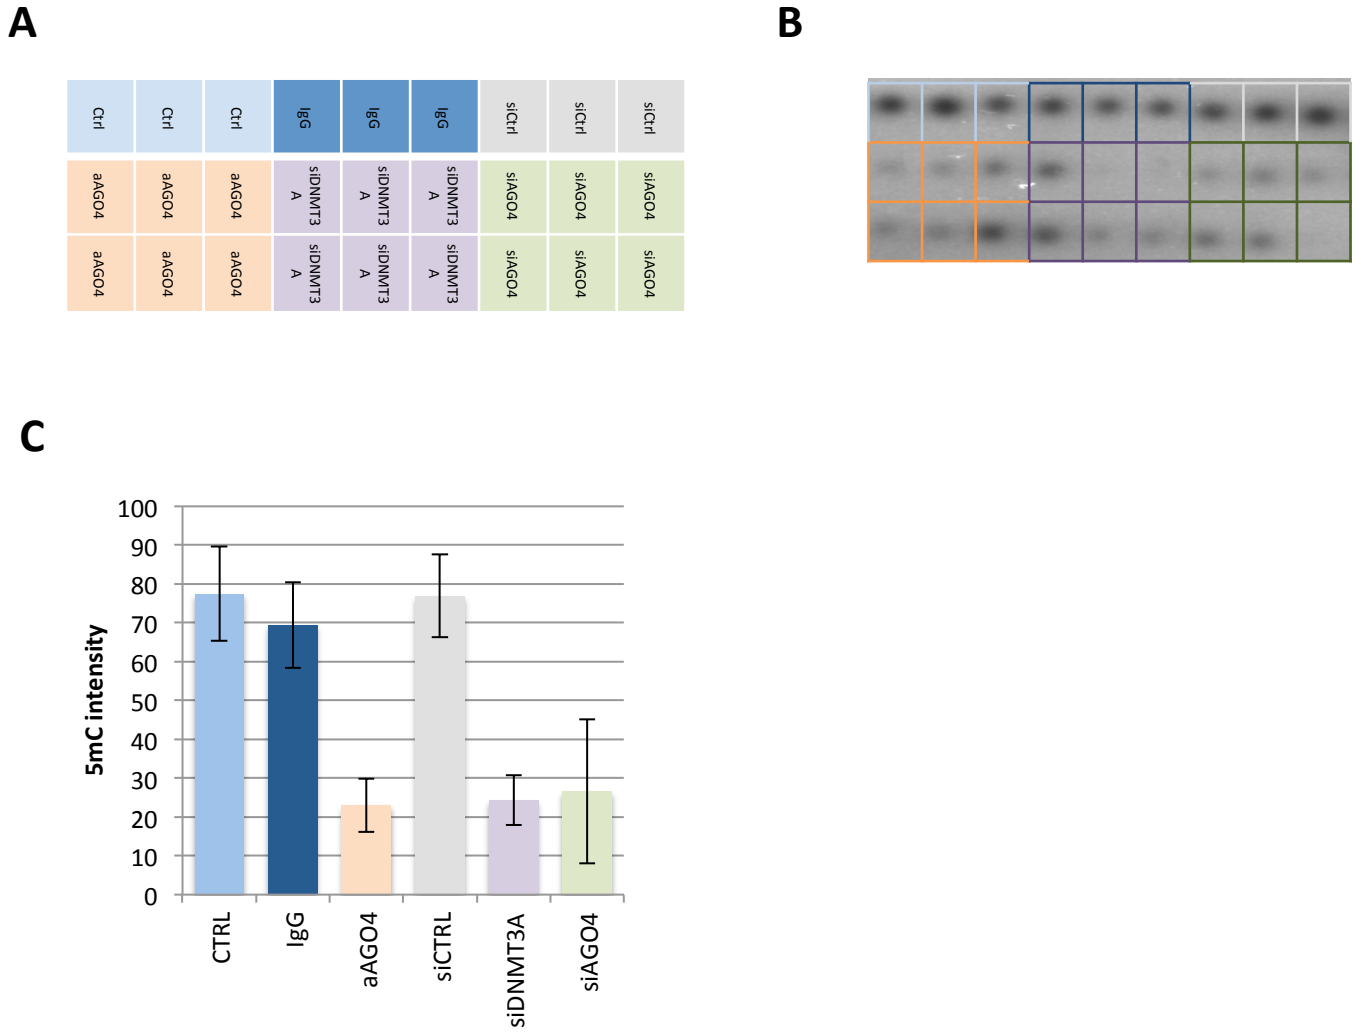 A
B
Ctrl Ctrl Ctrl IgG IgG IgG siCtrl siCtrl siCtrl
aAGO4 aAGO4 aAGO4 siDNMT3 siDNMT3 siDNMT3 siAGO4 siAGO4 siAGO4
A A A
aAGO4 aAGO4 aAGO4 siDNMT3 siDNMT3 siDNMT3 siAGO4 siAGO4 siAGO4
A A A
C
100
90
80
70
60
50
40
30
20
10
0
5mC intensity
CTRL
IgG
aAGO4
siCTRL
siDNMT3A
siAGO4